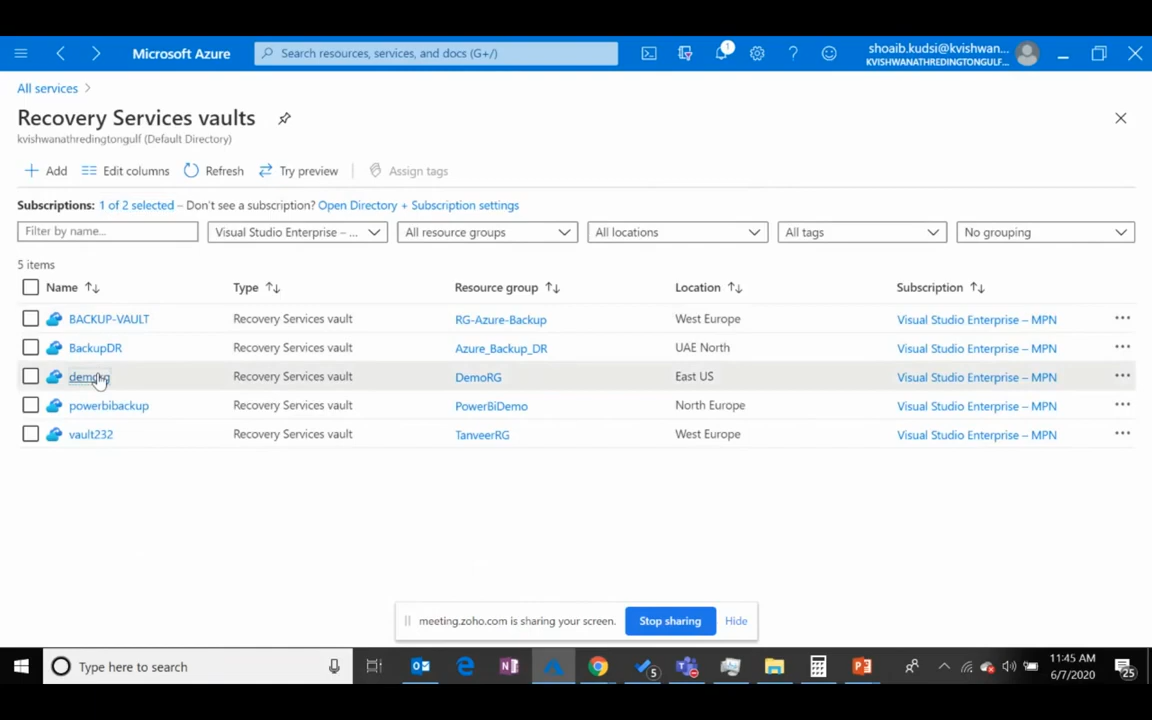 Microsoft Azure
Search resources, services, and docs (G+/)
1
shoaib.kudsi@kvishwan...
KVISHWANATHREDINGTONGULF...
All services
Recovery Services vaults
kvishwanathredingtongulf (Default Directory)
Add Edit columns Refresh Try preview Assign tags
Subscriptions: 1 of 2 selected – Don't see a subscription? Open Directory + Subscription settings
Filter by name... Visual Studio Enterprise – ... All resource groups All locations All tags No grouping
5 items
Name Type Resource group Location Subscription
BACKUP-VAULT Recovery Services vault RG-Azure-Backup West Europe Visual Studio Enterprise – MPN
BackupDR Recovery Services vault Azure_Backup_DR UAE North Visual Studio Enterprise – MPN
Recovery Services vault DemoRG East US Visual Studio Enterprise – MPN
powerbibackup Recovery Services vault PowerBiDemo North Europe Visual Studio Enterprise – MPN
vault232 Recovery Services vault TanveerRG West Europe Visual Studio Enterprise – MPN
meeting.zoho.com is sharing your screen. Stop sharing Hide
Type here to search
5
11:45 AM
6/7/2020
25